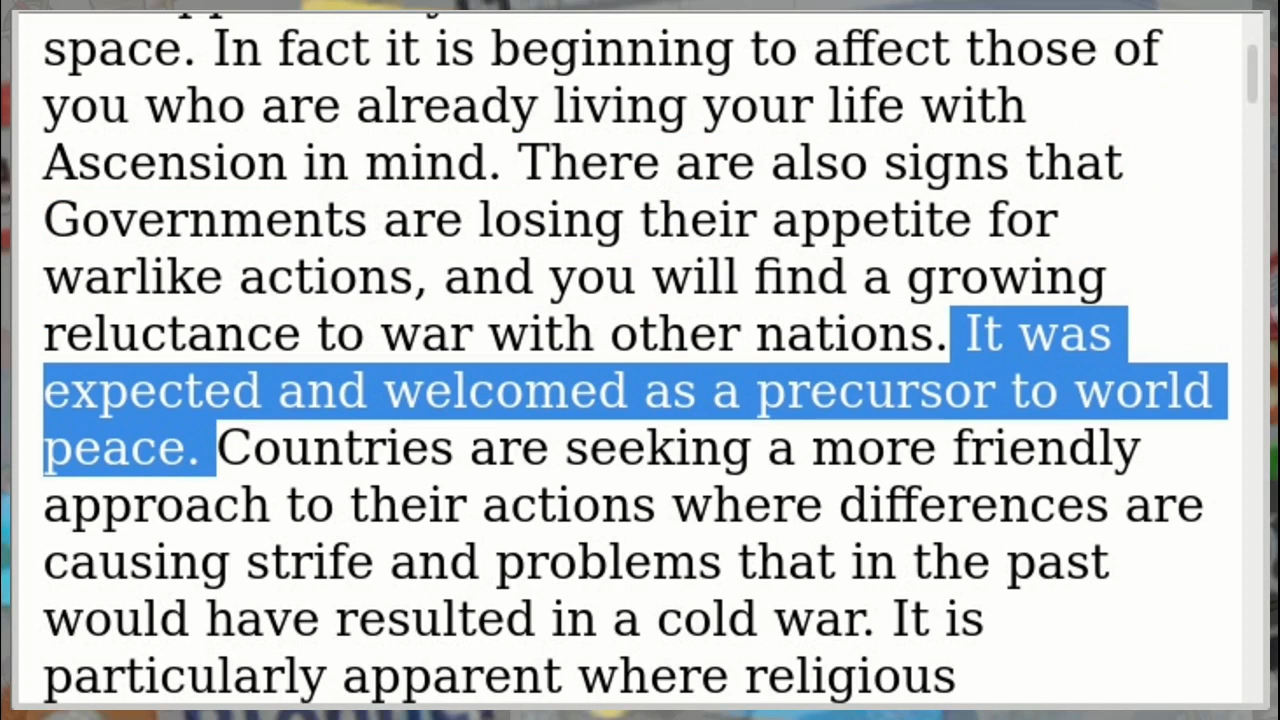 space. In fact it is beginning to affect those of
you who are already living your life with
Ascension in mind. There are also signs that
Governments are losing their appetite for
warlike actions, and you will find a growing
reluctance to war with other nations. It was
expected and welcomed as a precursor to world
peace. Countries are seeking a more friendly
approach to their actions where differences are
causing strife and problems that in the past
would have resulted in a cold war. It is
particularly apparent where religious